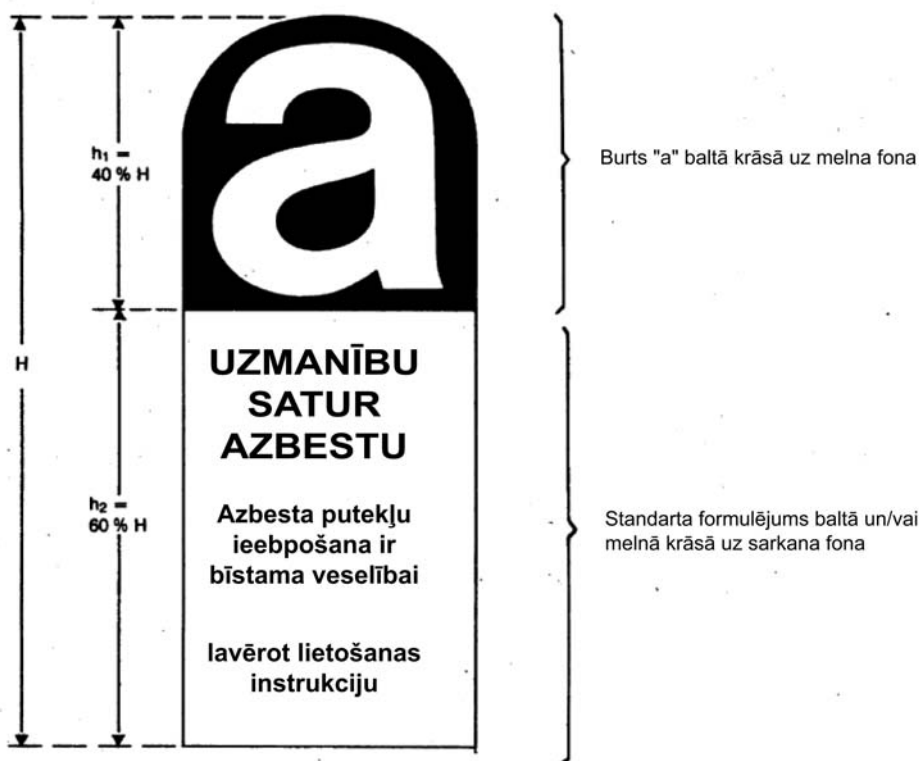 a
h₁ =
40 % H
Burts "a" baltā krāsā uz melna fona
H
UZMANĪBU
SATUR
AZBESTU
h₂ =
60 % H
Azbesta putekļu
ieebpošana ir
bīstama veselībai
Standarta formulējums baltā un/vai
melnā krāsā uz sarkana fona
Iavērot lietošanas
instrukciju